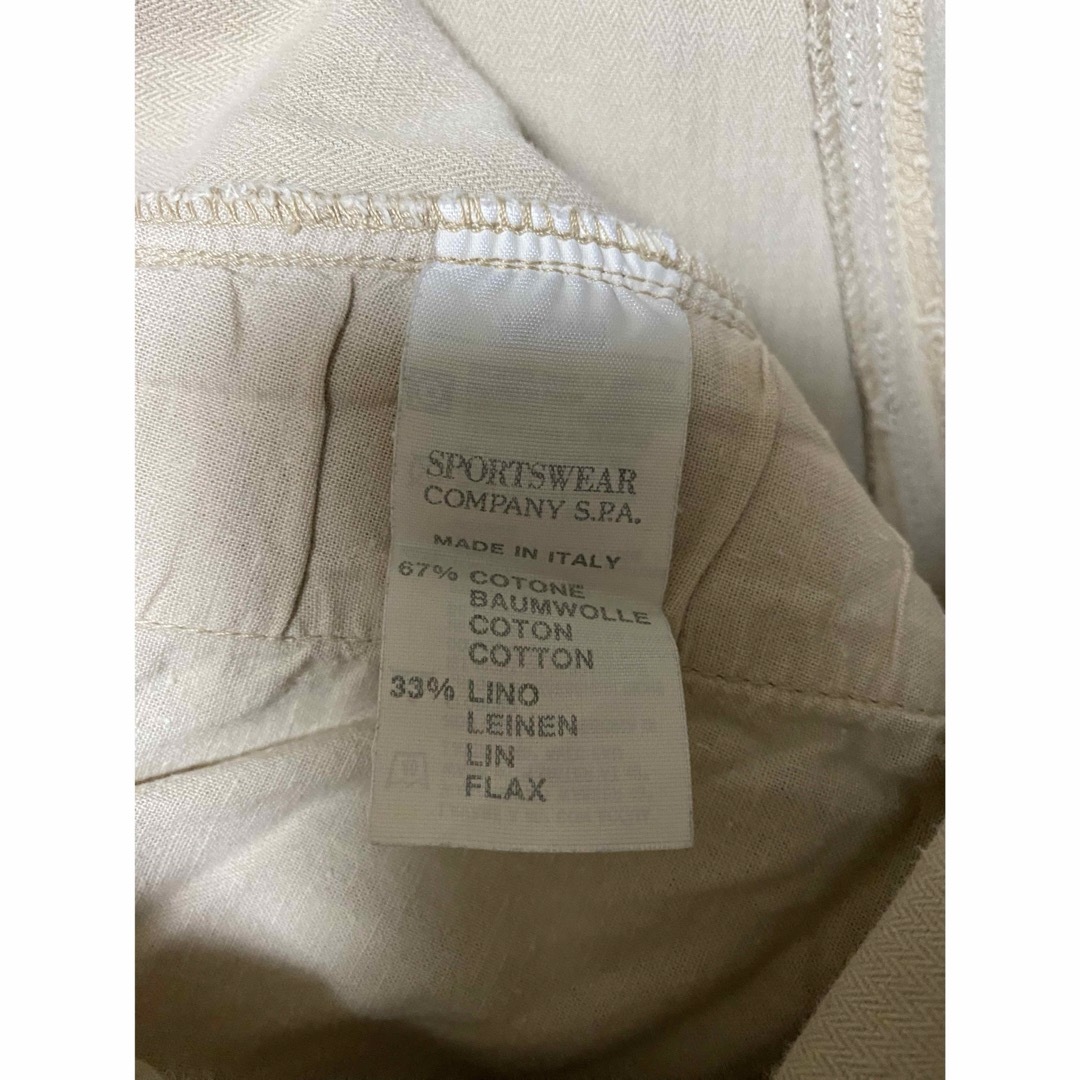 SPORTSWEAR
COMPANY S.P.A.
MADE IN ITALY
67% COTONE
BAUMWOLLE
COTON
COTTON
33% LINO
LEINEN
LIN
FLAX